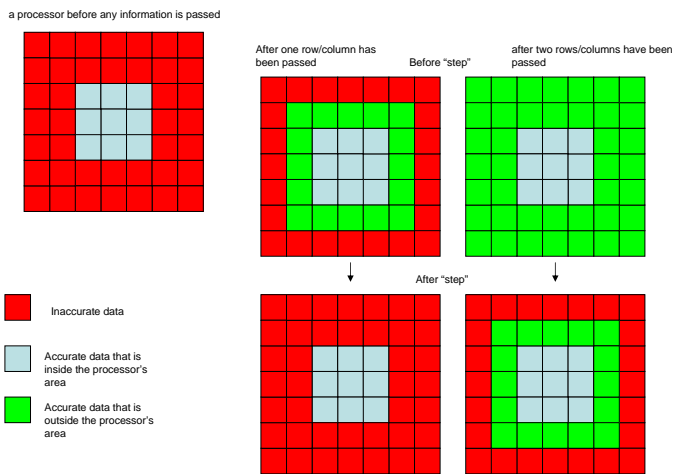 a processor before any information is passed
After one row/column has
been passed
Before “step”
after two rows/columns have been
passed
After “step”
Inaccurate data
Accurate data that is
inside the processor’s
area
Accurate data that is
outside the processor’s
area